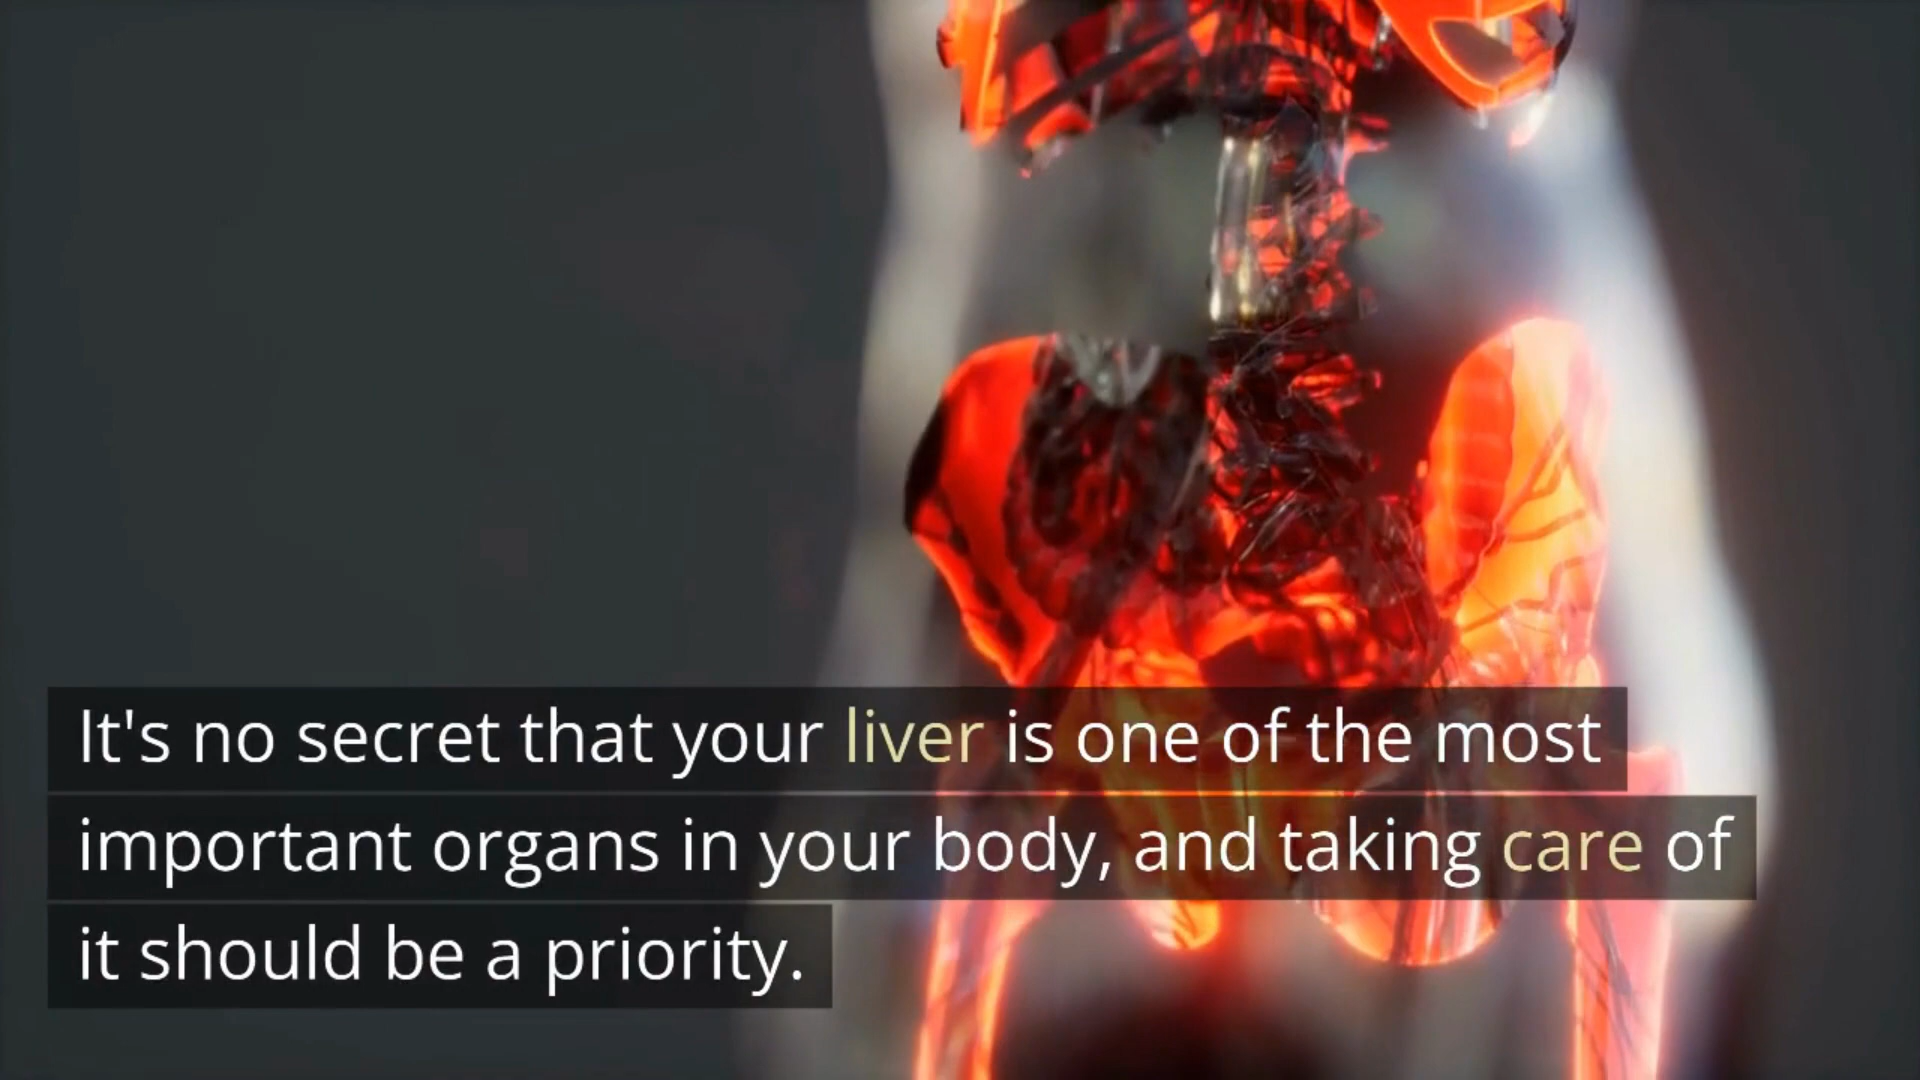 It's no secret that your liver is one of the most
important organs in your body, and taking care of
it should be a priority.